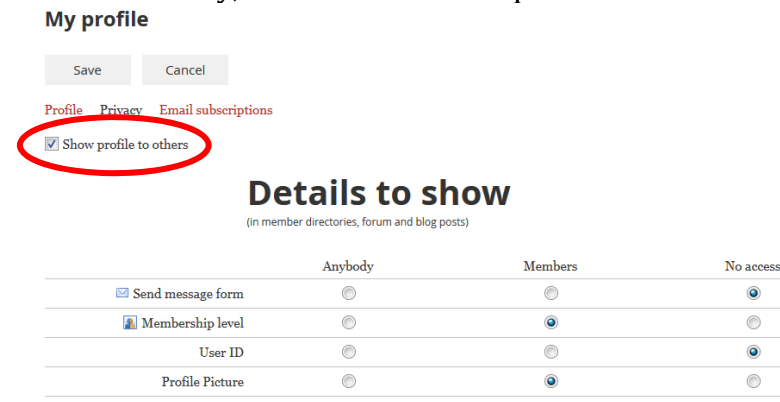 My profile
Save Cancel
Profile Privacy Email subscriptions
Show profile to others
Details to show
(in member directories, forum and blog posts)
Anybody Members No access
Send message form
Membership level
User ID
Profile Picture